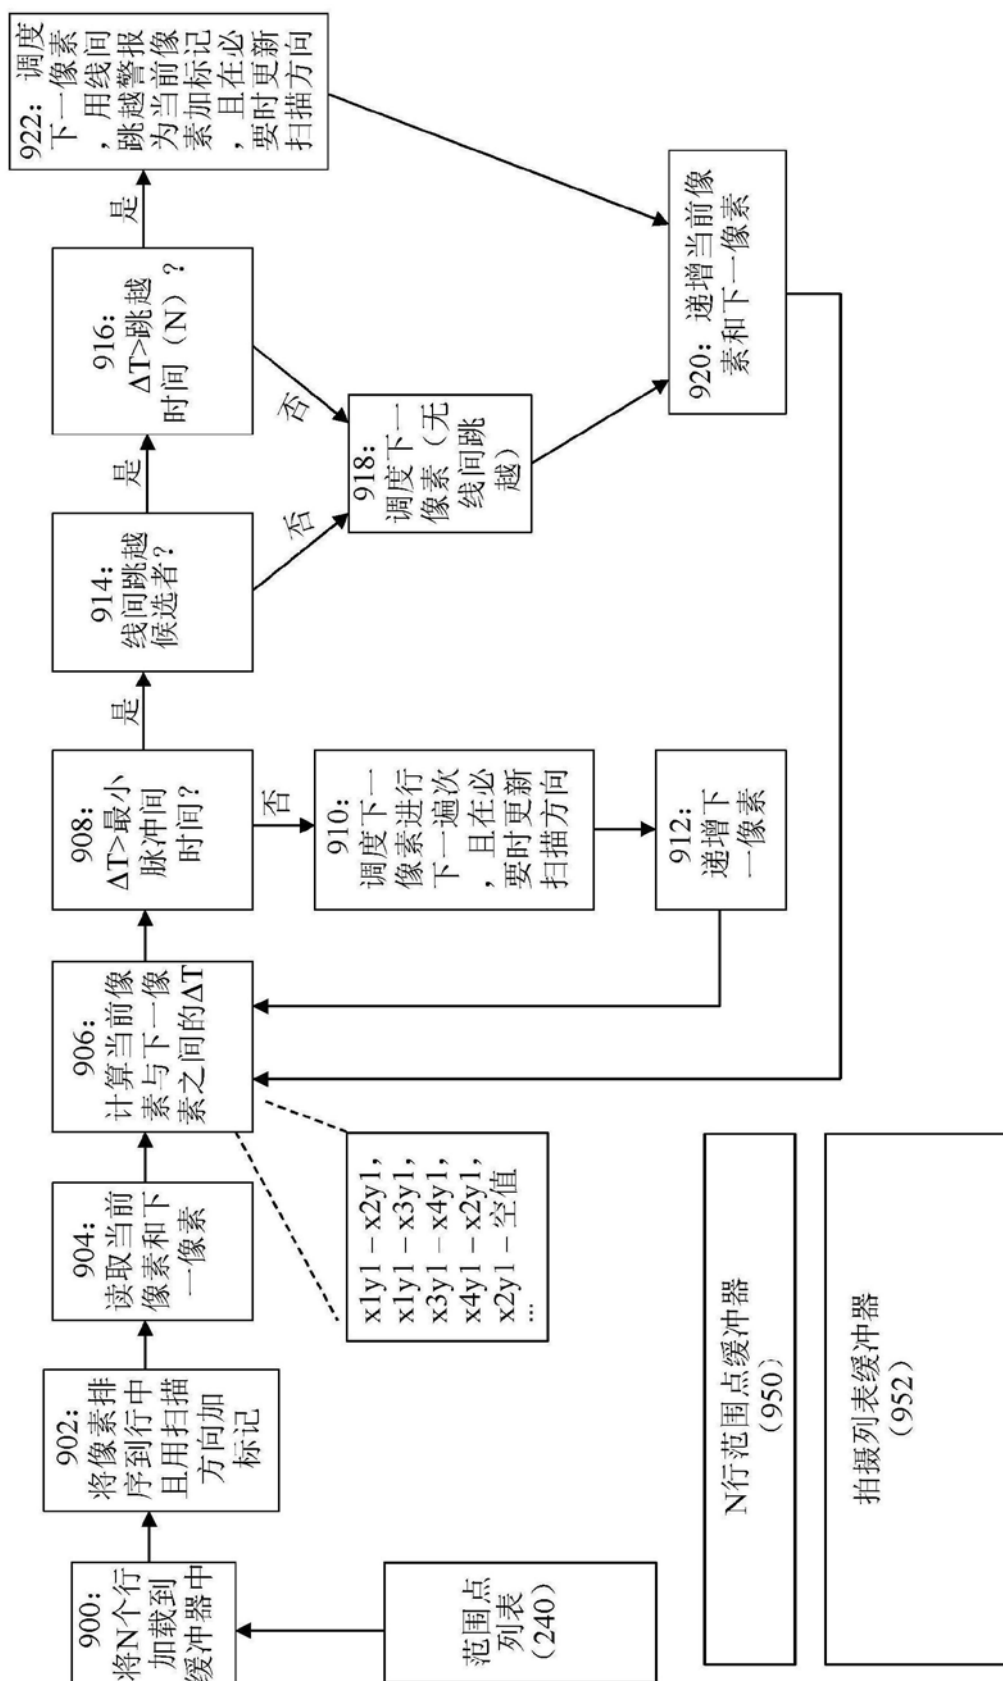 900：
将N个行
加载到
缓冲器中
范围点
列表
（240）
902：
将像素排
序到行中
且用扫描
方向加
标记
904：
读取当前
像素和下
一像素
906：
计算当前像
素与下一像
素之间的ΔT
x1y1－x2y1，
x1y1－x3y1，
x3y1－x4y1，
x4y1－x2y1，
x2y1－空值
...
908：
ΔT>最小
脉冲间
时间？
是
否
910：
调度下一
像素进行
下一遍次
，且在必
要时更新
扫描方向
912：
递增下
一像素
914：
线间跳越
候选者？
是
否
916：
ΔT>跳越
时间（N）？
是
否
918：
调度下一
像素（无
线间跳
越）
922：调度
下一像素
，用线间
跳越警报
为当前像
素加标记
，且在必
要时更新
扫描方向
920：递增当前像
素和下一像素
N行范围点缓冲器
（950）
拍摄列表缓冲器
（952）